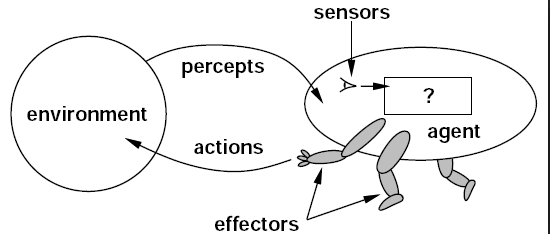 sensors
percepts
environment
?
agent
actions
effectors